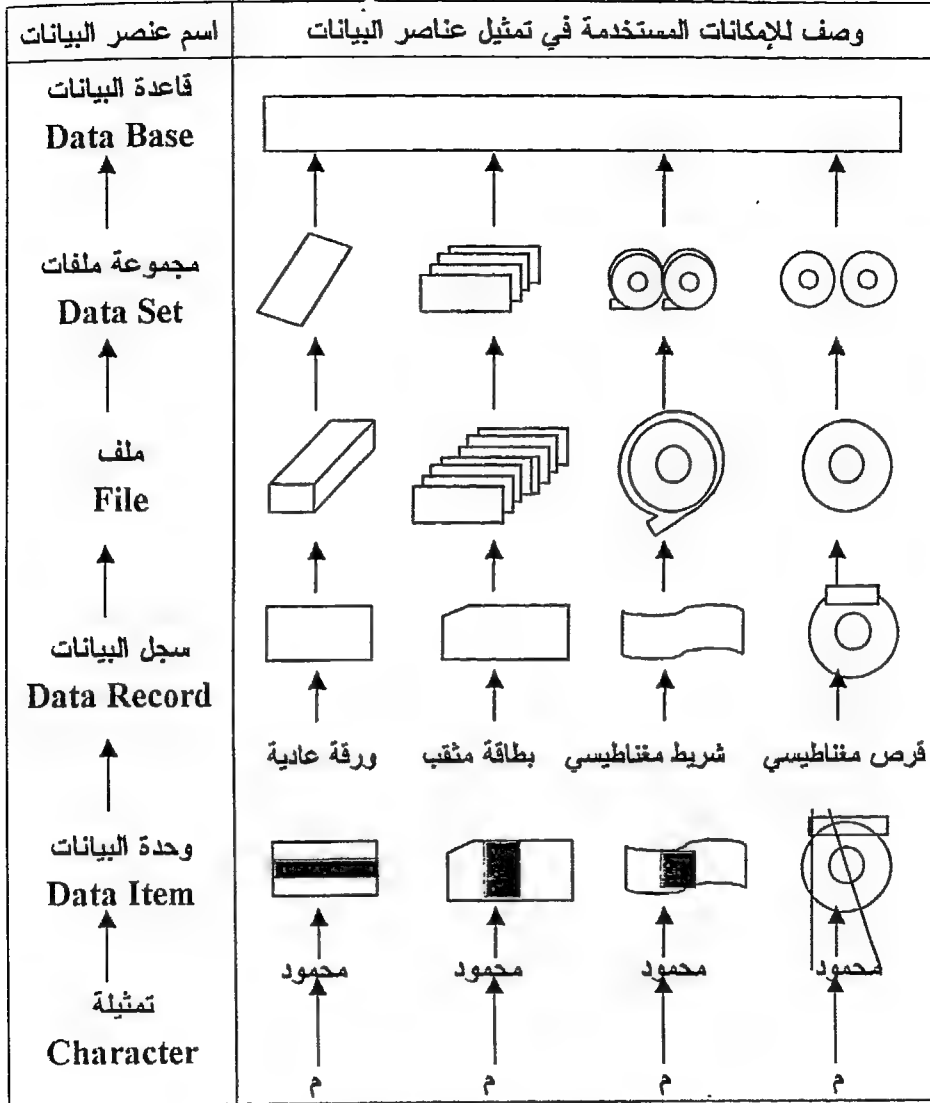 اسم عنصر البيانات
وصف للإمكانات المستخدمة في تمثيل عناصر البيانات
قاعدة البيانات
Data Base
مجموعة ملفات
Data Set
ملف
File
سجل البيانات
Data Record
ورقة عادية
بطاقة مثقب
شريط مغناطيسي
قرص مغناطيسي
وحدة البيانات
Data Item
محمود
محمود
محمود
محمود
تمثيلة
Character
م
م
م
م